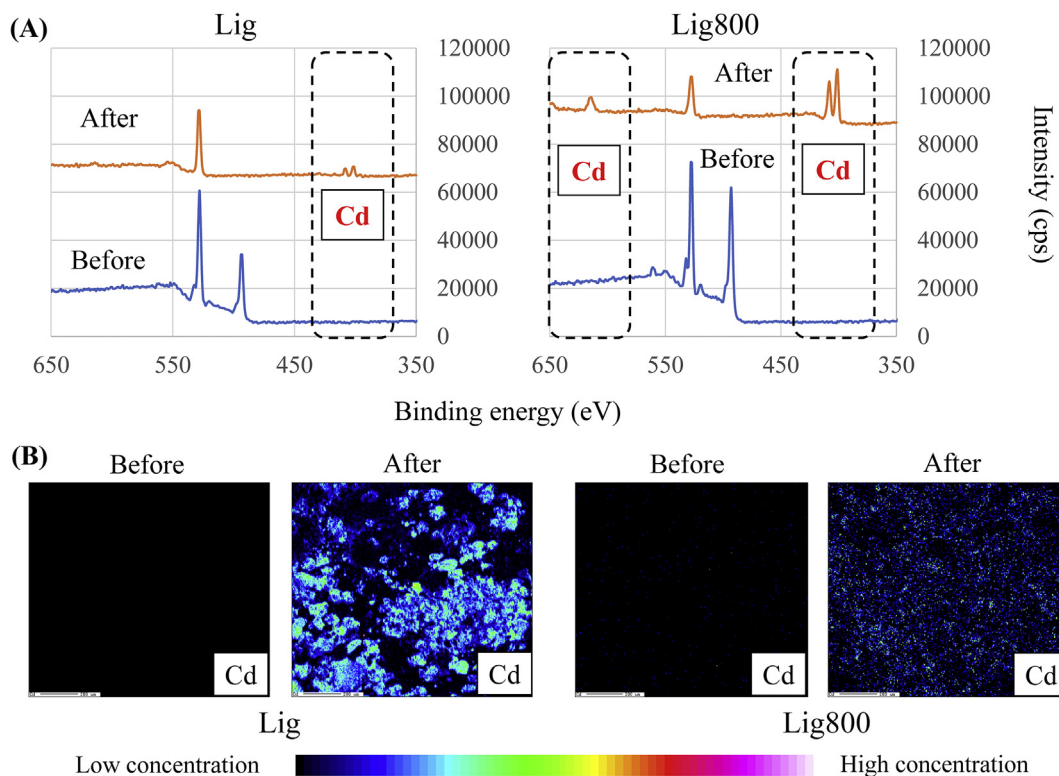 (A)
Lig
Lig800
After
Before
Cd
After
Before
Cd
Cd
120000
100000
80000
60000
40000
20000
0
120000
100000
80000
60000
40000
20000
0
Intensity (cps)
650
550
450
350
650
550
450
350
Binding energy (eV)
(B)
Before
After
Before
After
Cd
Cd
Cd
Cd
Lig
Lig800
Low concentration
High concentration